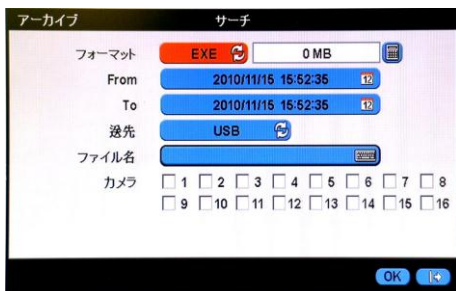 アーカイブ サーチ
フォーマット EXE 0 MB
From 2010/11/15 15:52:35 12
To 2010/11/15 15:52:35 12
送先 USB
ファイル名
カメラ 1 2 3 4 5 6 7 8
9 10 11 12 13 14 15 16
OK